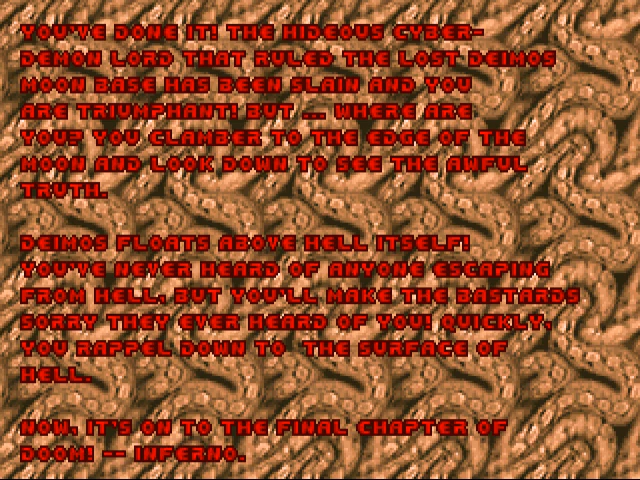 YOU'VE DONE IT! THE HIDEOUS CYBER-
DEMON LORD THAT RULED THE LOST DEIMOS
MOON BASE HAS BEEN SLAIN AND YOU
ARE TRIUMPHANT! BUT ... WHERE ARE
YOU? YOU CLAMBER TO THE EDGE OF THE
MOON AND LOOK DOWN TO SEE THE AWFUL
TRUTH.

DEIMOS FLOATS ABOVE HELL ITSELF!
YOU'VE NEVER HEARD OF ANYONE ESCAPING
FROM HELL, BUT YOU'LL MAKE THE BASTARDS
SORRY THEY EVER HEARD OF YOU! QUICKLY,
YOU RAPPEL DOWN TO  THE SURFACE OF
HELL.

NOW, IT'S ON TO THE FINAL CHAPTER OF
DOOM! -- INFERNO.